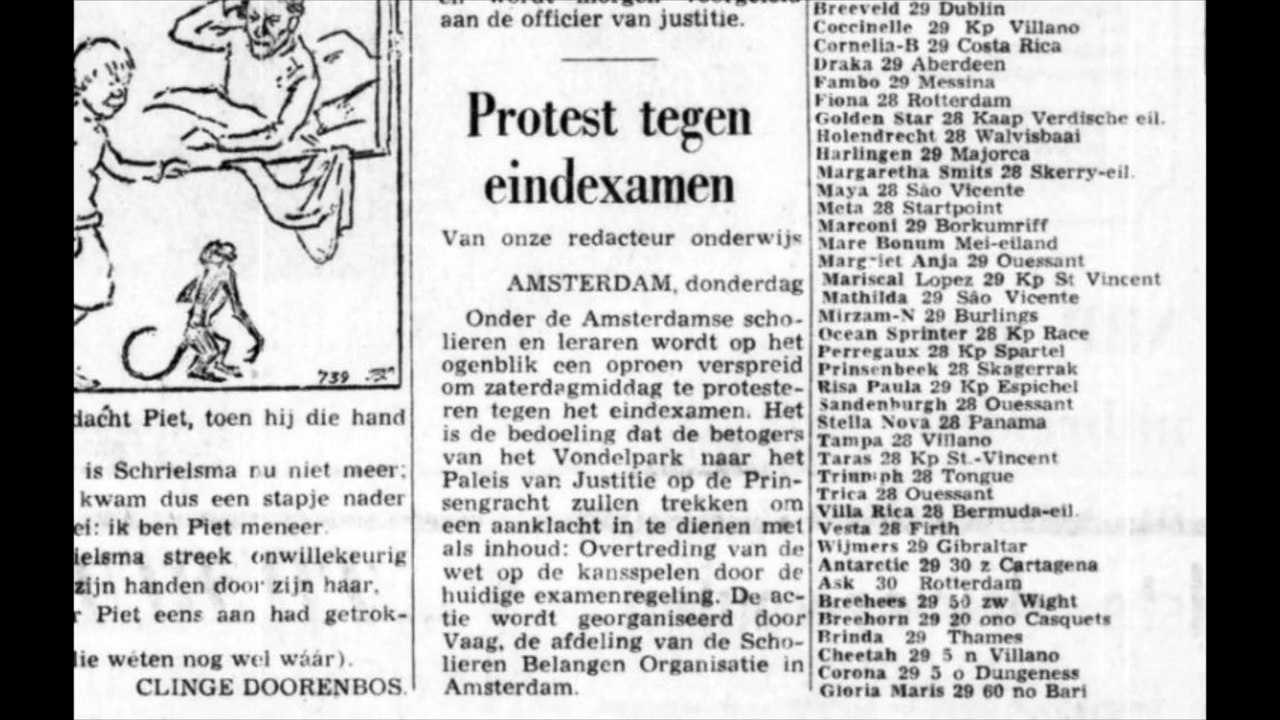 739
dacht Piet, toen hij die hand
is Schrielsma nu niet meer;
kwam dus een stapje nader
ei: ik ben Piet meneer.
ielsma streek onwillekeurig
zijn handen door zijn haar.
r Piet eens aan had getrok-
lie weten nog wel wáár).
CLINGE DOORENBOS.
en wordt morgen voorgeleid
aan de officier van justitie.
Protest tegen
eindexamen
Van onze redacteur onderwijs
AMSTERDAM, donderdag
Onder de Amsterdamse scho-
lieren en leraren wordt op het
ogenblik een oproep verspreid
om zaterdagmiddag te proteste-
ren tegen het eindexamen. Het
is de bedoeling dat de betogers
van het Vondelpark naar het
Paleis van Justitie op de Prin-
sengracht zullen trekken om
een aanklacht in te dienen met
als inhoud: Overtreding van de
wet op de kansspelen door de
huidige examenregeling. De ac-
tie wordt georganiseerd door
Vaag, de afdeling van de Scho-
lieren Belangen Organisatie in
Amsterdam.
Breeveld 29 Dublin
Coccinelle 29 Kp Villano
Cornelia-B 29 Costa Rica
Draka 29 Aberdeen
Fambo 29 Messina
Fiona 28 Rotterdam
Golden Star 28 Kaap Verdische eil.
Holendrecht 28 Walvisbaai
Harlingen 29 Majorca
Margaretha Smits 28 Skerry-eil.
Maya 28 São Vicente
Meta 28 Startpoint
Marconi 29 Borkumriff
Mare Bonum Mei-eiland
Margriet Anja 29 Ouessant
Mariscal Lopez 29 Kp St Vincent
Mathilda 29 São Vicente
Mirzam-N 29 Burlings
Ocean Sprinter 28 Kp Race
Perregaux 28 Kp Spartel
Prinsenbeek 28 Skagerrak
Risa Paula 29 Kp Espichel
Sandenburgh 28 Ouessant
Stella Nova 28 Panama
Tampa 28 Villano
Taras 28 Kp St.-Vincent
Triumph 28 Tongue
Trica 28 Ouessant
Villa Rica 28 Bermuda-eil.
Vesta 28 Firth
Wijmers 29 Gibraltar
Antarctic 29 30 z Cartagena
Ask 30 Rotterdam
Breehees 29 50 zw Wight
Breehorn 29 20 ono Casquets
Brinda 29 Thames
Cheetah 29 5 n Villano
Corona 29 5 o Dungeness
Gloria Maris 29 60 no Bari